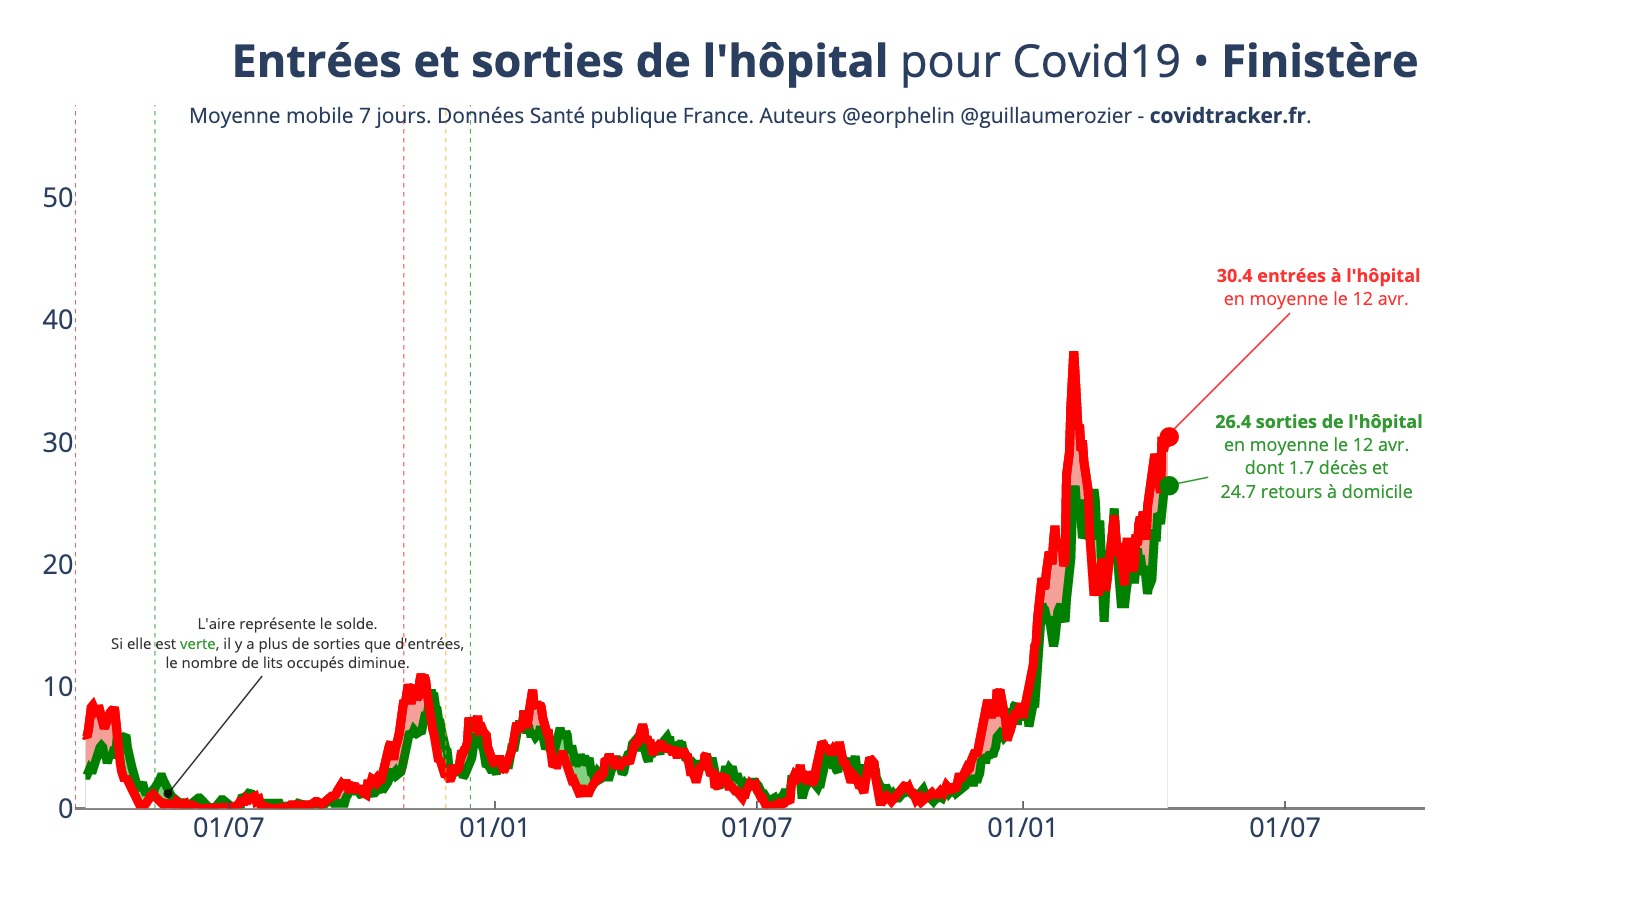 Entrées et sorties de l'hôpital pour Covid19 • Finistère
Moyenne mobile 7 jours. Données Santé publique France. Auteurs @eorphelin @guillaumerozier - covidtracker.fr.
50
40
30
20
10
0
30.4 entrées à l'hôpital
en moyenne le 12 avr.
26.4 sorties de l'hôpital
en moyenne le 12 avr.
dont 1.7 décès et
24.7 retours à domicile
L'aire représente le solde.
Si elle est verte, il y a plus de sorties que d'entrées,
le nombre de lits occupés diminue.
01/07
01/01
01/07
01/01
01/07